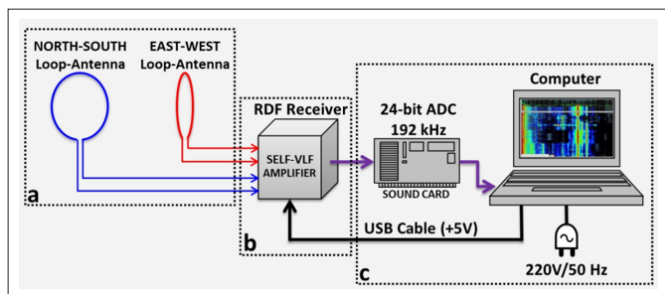 NORTH-SOUTH
Loop-Antenna
EAST-WEST
Loop-Antenna
a
RDF Receiver
SELF-VLF
AMPLIFIER
b
24-bit ADC
192 kHz
SOUND CARD
Computer
USB Cable (+5V)
220V/50 Hz
c